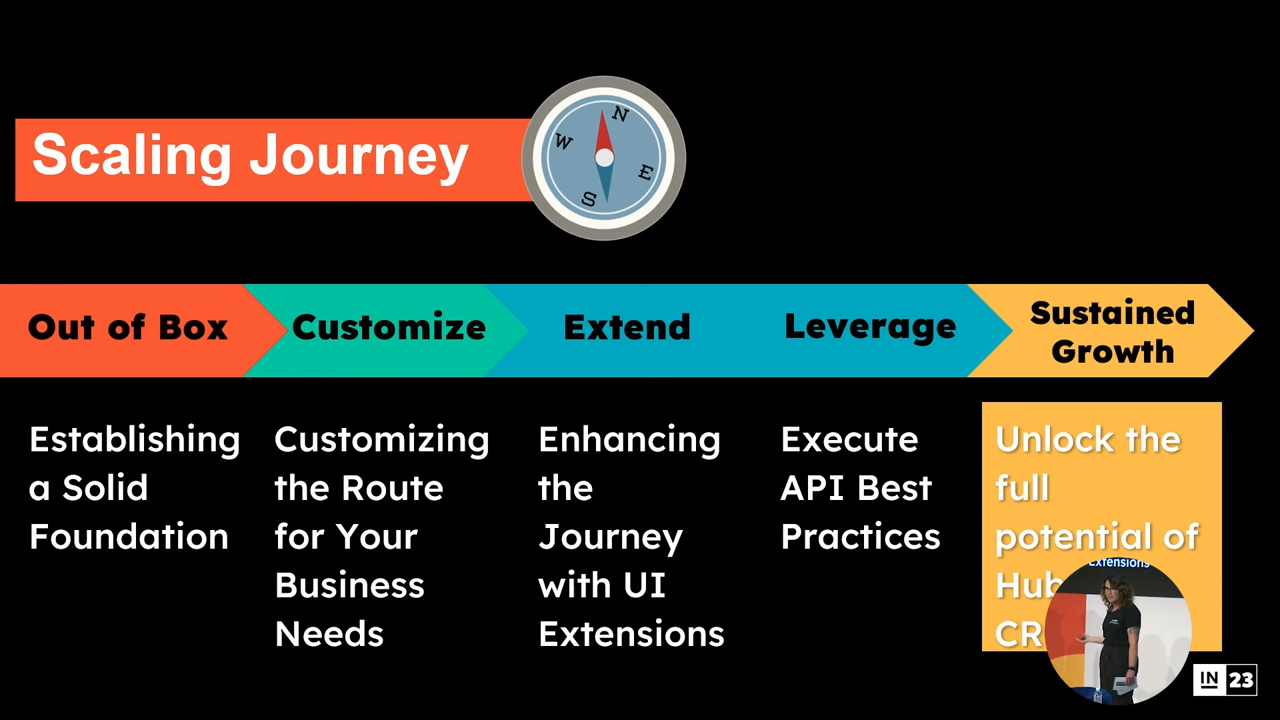 Scaling Journey
N
W
E
S
Out of Box
Customize
Extend
Leverage
Sustained
Growth
Establishing
a Solid
Foundation
Customizing
the Route
for Your
Business
Needs
Enhancing
the
Journey
with UI
Extensions
Execute
API Best
Practices
Unlock the
full
potential of
Extensions
IN 23